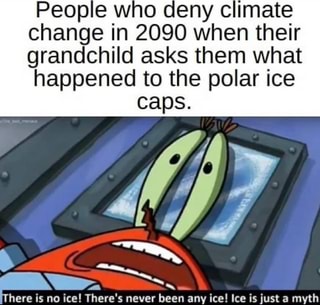 People who deny climate
change in 2090 when their
grandchild asks them what
happened to the polar ice
caps.
There is no ice! There's never been any ice! Ice is just a myth